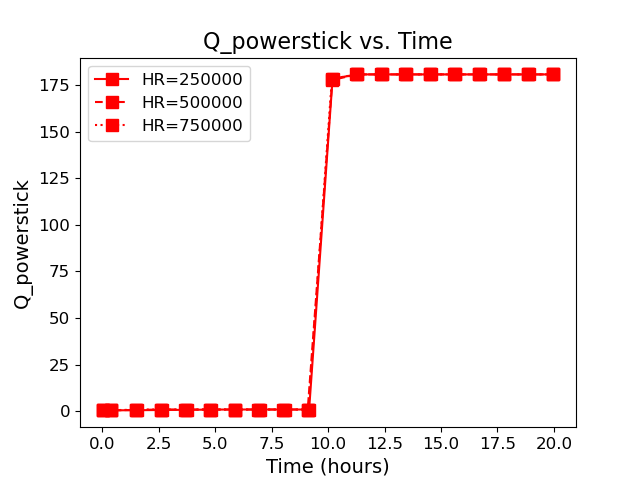 Q_powerstick vs. Time
HR=250000
HR=500000
HR=750000
175
150
125
100
75
50
25
0
Q_powerstick
0.0 2.5 5.0 7.5 10.0 12.5 15.0 17.5 20.0
Time (hours)